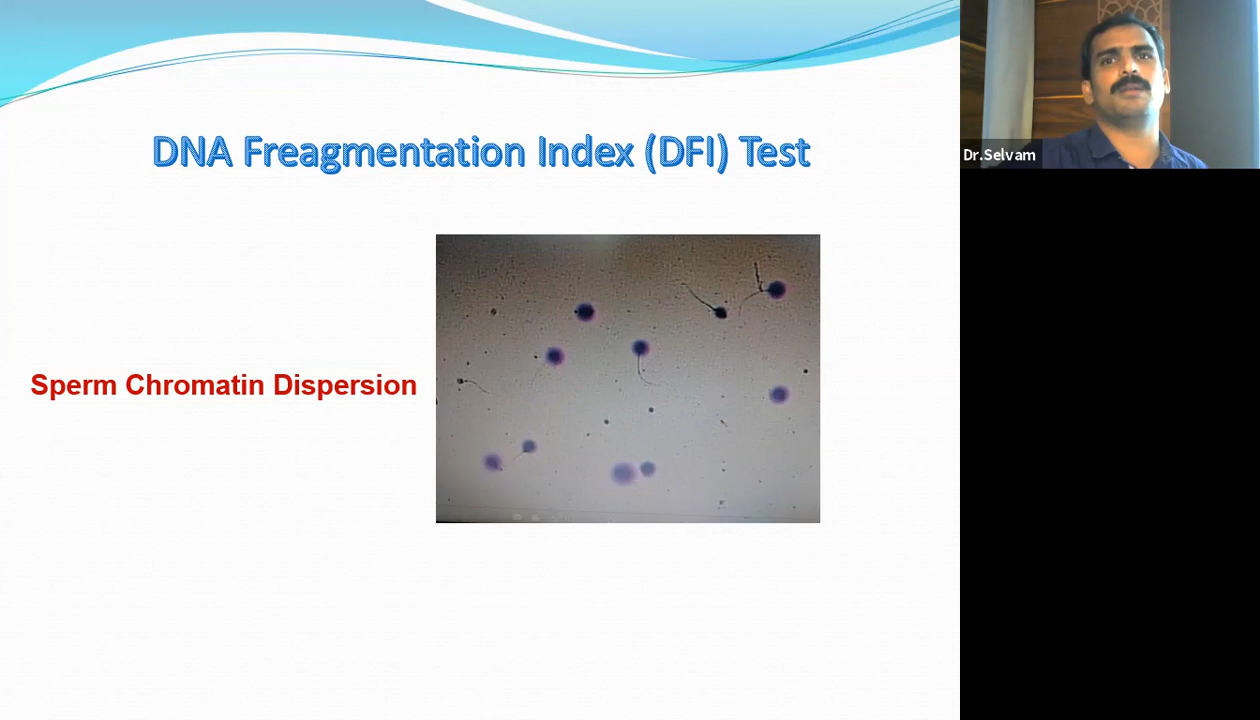 DNA Freagmentation Index (DFI) Test
Sperm Chromatin Dispersion
Dr.Selvam